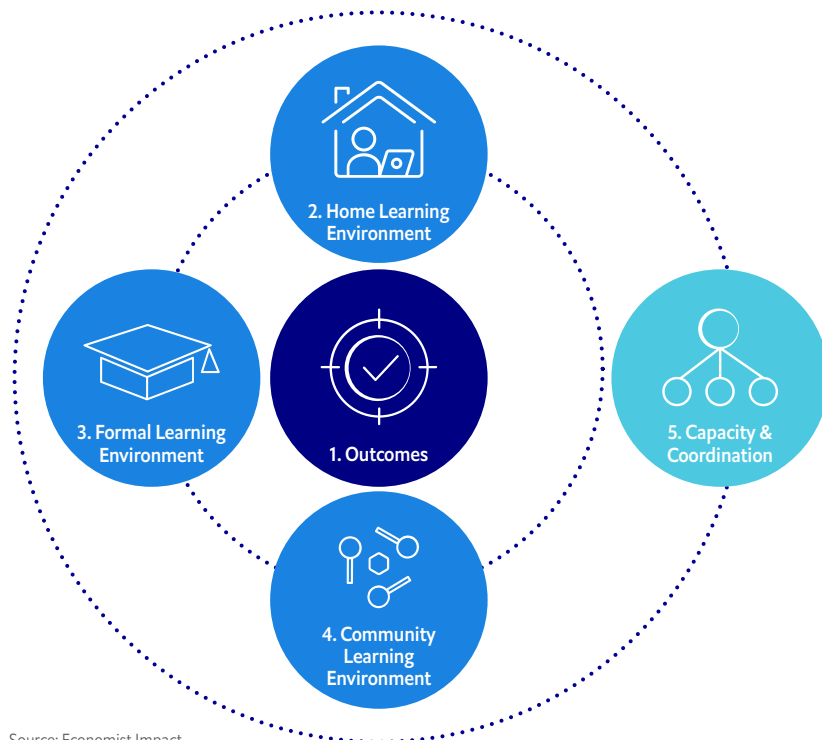 2. Home Learning
Environment
3. Formal Learning
Environment
1. Outcomes
5. Capacity &
Coordination
4. Community
Learning
Environment
Source: Economist Impact